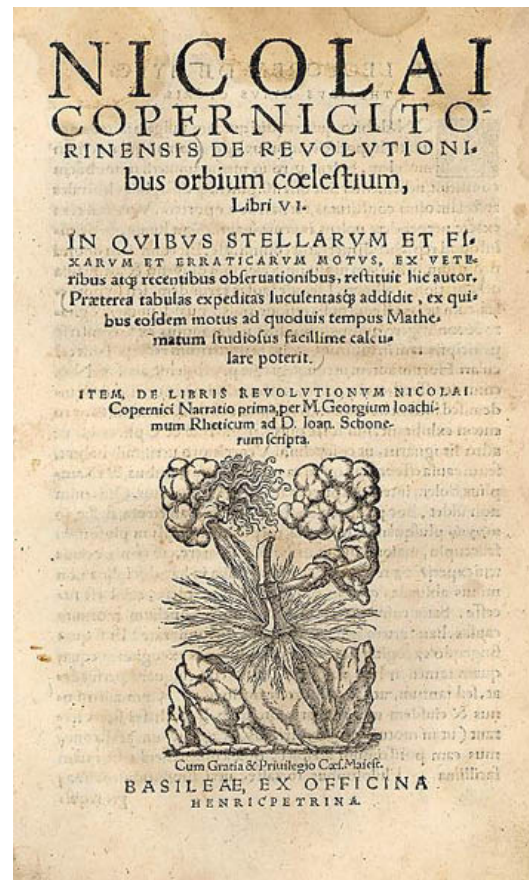 NICOLAI
COPERNICI TO-
RINENSIS DE REVOLVTIONI-
bus orbium cœlestium,
Libri VI.
IN QVIBVS STELLARVM ET FI-
XARVM ET ERRATICARVM MOTVS, EX VETE-
ribus atq; recentibus obseruationibus, restituit hic autor.
Præterea tabulas expeditas luculentasq; addidit, ex qui-
bus eosdem motus ad quoduis tempus Mathe-
matum studiosus facillime calcu-
lare poterit.
ITEM, DE LIBRIS REVOLVTIONVM NICOLAI
Copernici Narratio prima, per M. Georgium Ioachi-
mum Rheticum ad D. Ioan. Schone-
rum scripta.
Cum Gratia & Priuilegio Cæs. Maiest.
BASILEAE, EX OFFICINA
HENRICPETRINA.